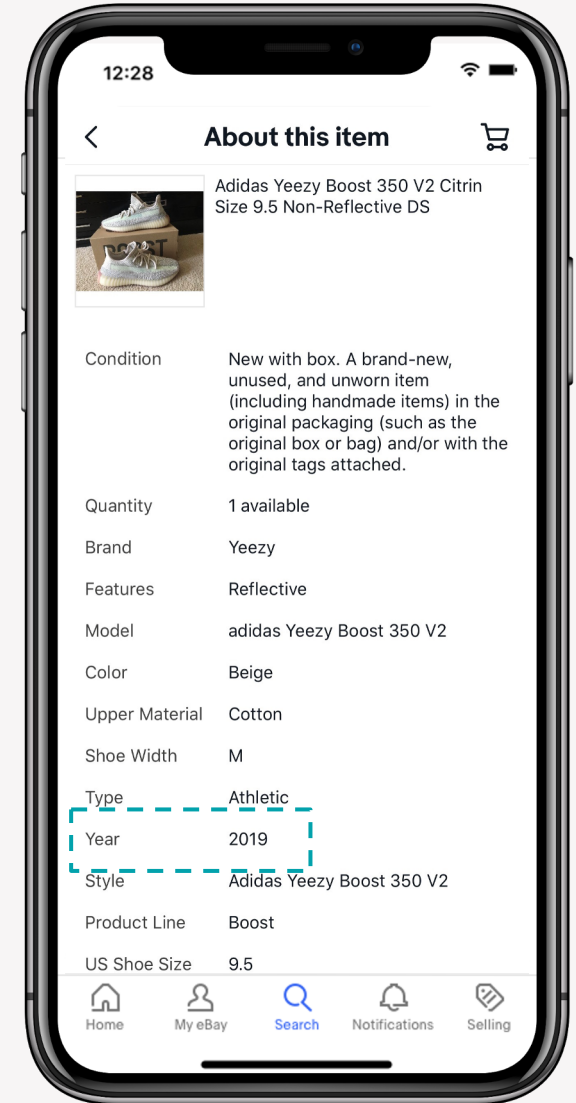 12:28
About this item
Adidas Yeezy Boost 350 V2 Citrin
Size 9.5 Non-Reflective DS
Condition New with box. A brand-new,
unused, and unworn item
(including handmade items) in the
original packaging (such as the
original box or bag) and/or with the
original tags attached.
Quantity 1 available
Brand Yeezy
Features Reflective
Model adidas Yeezy Boost 350 V2
Color Beige
Upper Material Cotton
Shoe Width M
Type Athletic
Year 2019
Style Adidas Yeezy Boost 350 V2
Product Line Boost
US Shoe Size 9.5
Home My eBay Search Notifications Selling